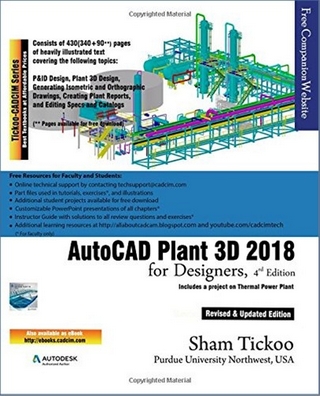 Consists of 430(340+90**) pages
of heavily illustrated text
covering the following topics:
P&ID Design, Plant 3D Design,
Generating Isometric and Orthographic
Drawings, Creating Plant Reports,
and Editing Specs and Catalogs
(** Pages available for free download)
Tickoo-CADCIM Series
Best Textbooks at Affordable Prices
Free Companion Website
Free Resources for Faculty and Students:
• Online technical support by contacting techsupport@cadcim.com
• Part files used in tutorials, exercises*, and illustrations
• Additional student projects available for free download
• Customizable PowerPoint presentations of all chapters*
• Instructor Guide with solutions to all review questions and exercises*
• Additional learning resources at http://allaboutcadcam.blogspot.com and youtube.com/cadcimtech
(* For faculty only)
AutoCAD Plant 3D 2018
for Designers, 4rd Edition
Includes a project on Thermal Power Plant
Revised & Updated Edition
Also available as eBook
http://ebooks.cadcim.com
AUTODESK
Sham Tickoo
Purdue University Northwest, USA